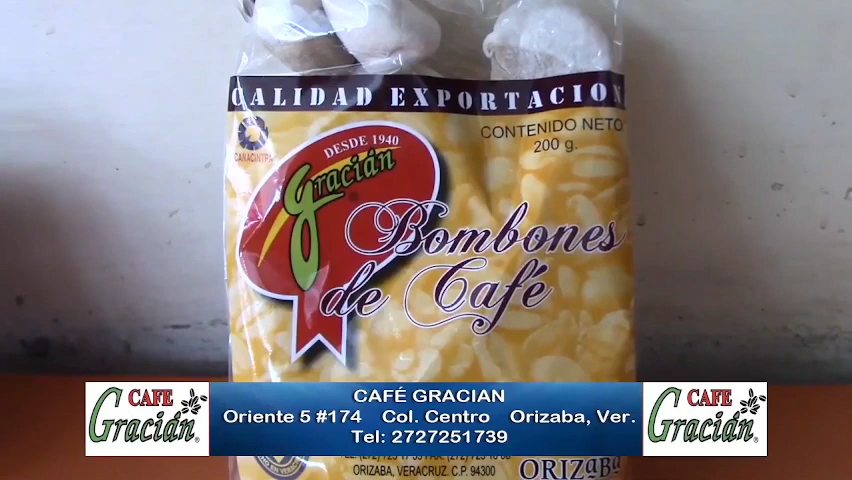 CALIDAD EXPORTACION
CANACINTRA
DESDE 1940
gracián
CONTENIDO NETO
200 g.
Bombones
de Café
CAFE
Gracián®
CAFÉ GRACIAN
Oriente 5 #174 Col. Centro Orizaba, Ver.
Tel: 2727251739
CAFE
Gracián®
ORIZABA, VERACRUZ. C.P. 94300
ORIZaBa